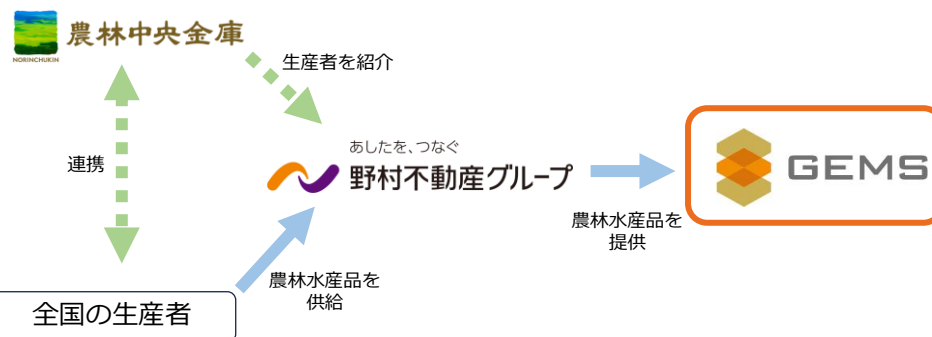 農林中央金庫
NORINCHUKIN
生産者を紹介
連携
あしたを、つなぐ
野村不動産グループ
GEMS
農林水産品を
提供
農林水産品を
供給
全国の生産者